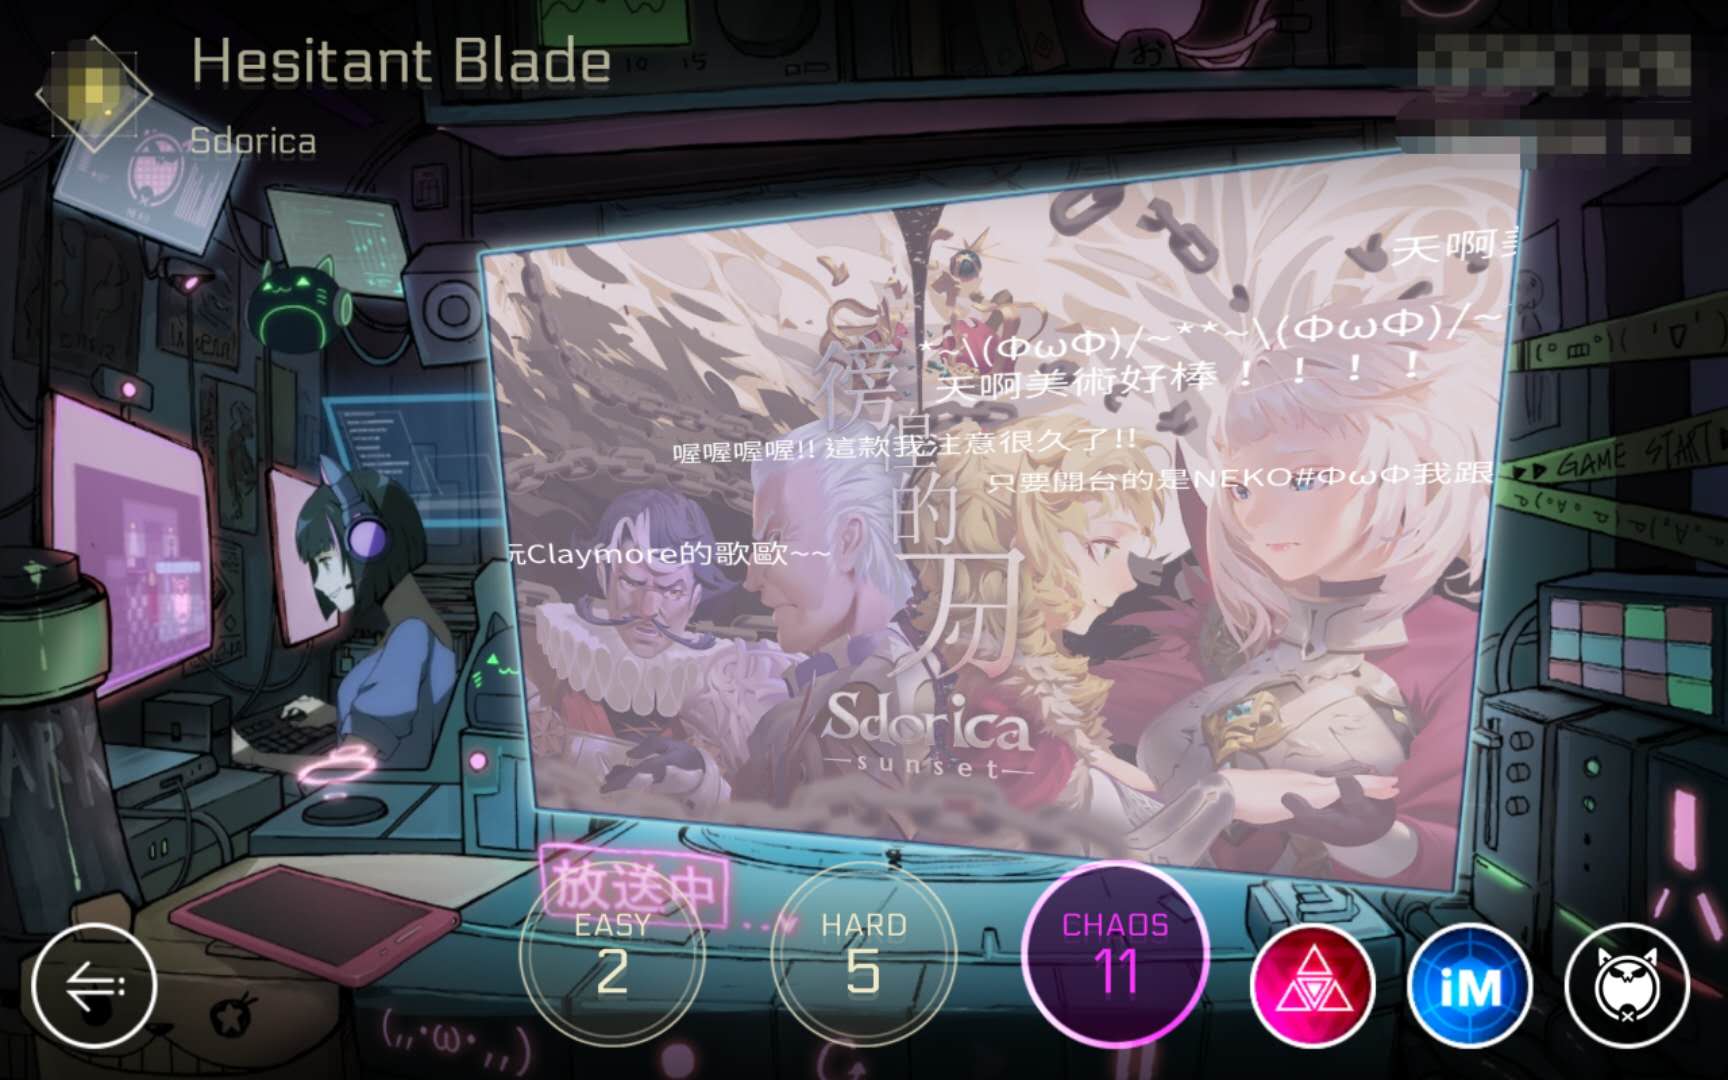 Hesitant Blade
Sdorica
天啊美
*~\(ΦωΦ)/~**~\(ΦωΦ)/~
天啊美術好棒！！！！
喔喔喔喔!! 這款我注意很久了!!
只要開台的是NEKO#ΦωΦ我跟
玩Claymore的歌歐~~
徬徨的刀
Sdorica
sunset
GAME START!
放送中
EASY
2
HARD
5
CHAOS
11
iM
(,,·ω·,,)